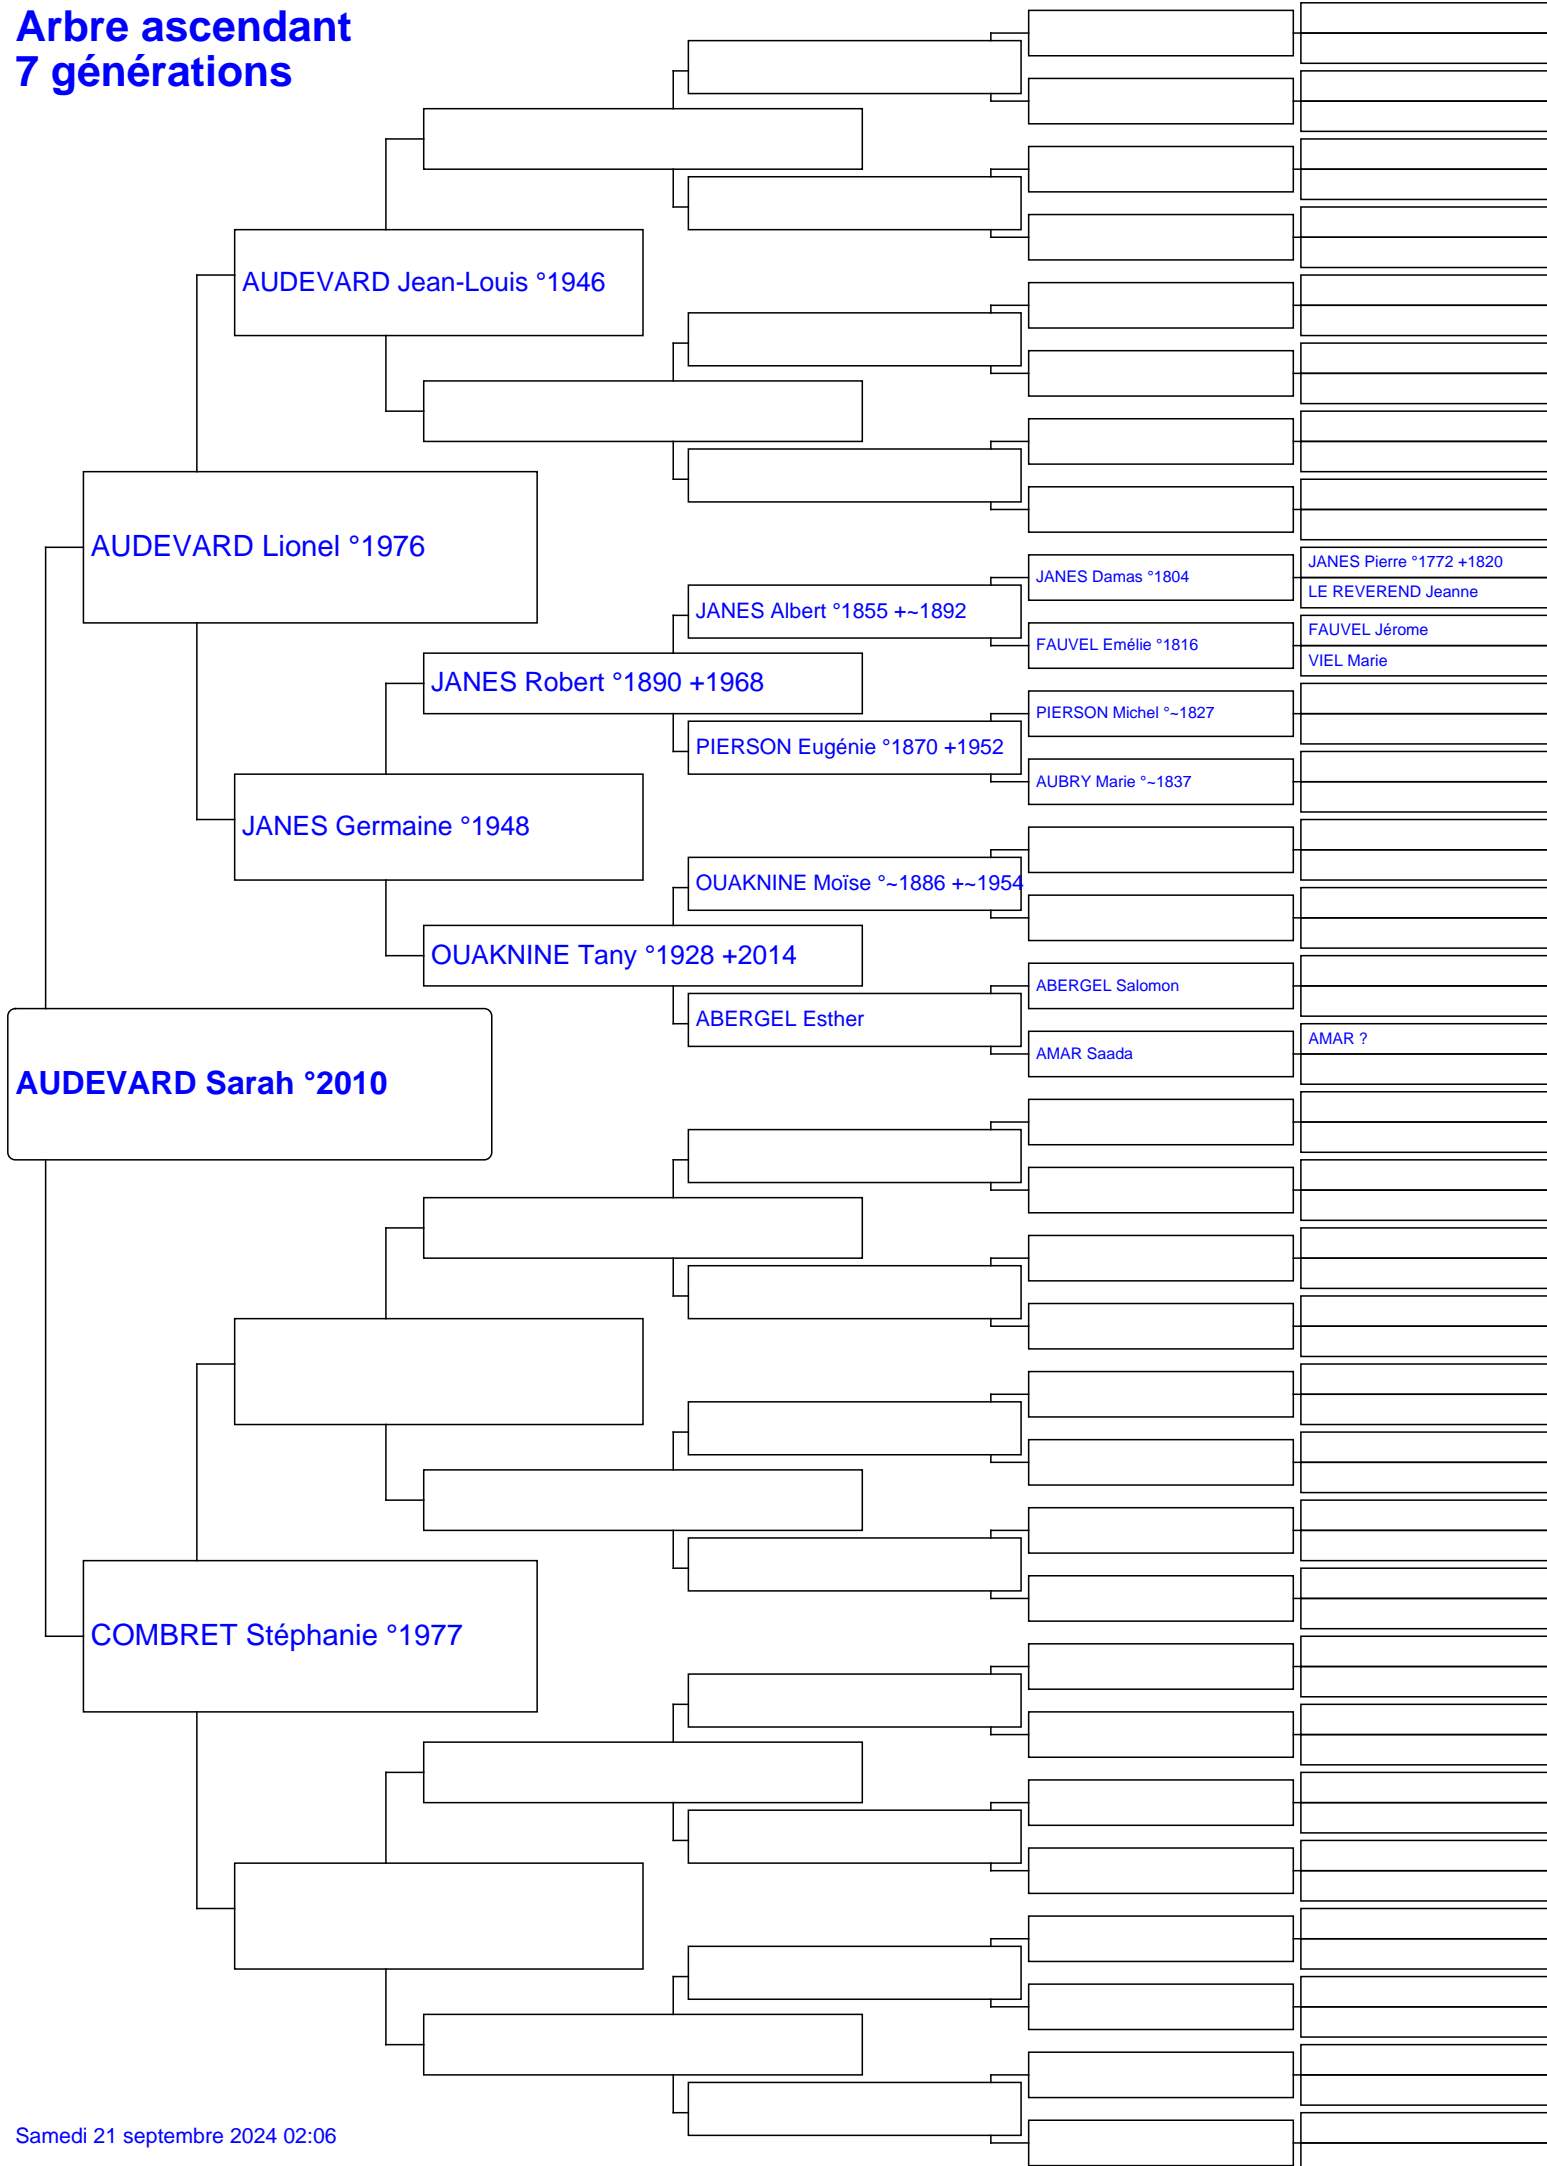 Arbre ascendant
7 générations
AUDEVARD Jean-Louis °1946
AUDEVARD Lionel °1976
JANES Damas °1804
JANES Pierre °1772 +1820
LE REVEREND Jeanne
JANES Albert °1855 +~1892
FAUVEL Emélie °1816
FAUVEL Jérome
VIEL Marie
JANES Robert °1890 +1968
PIERSON Michel °~1827
PIERSON Eugénie °1870 +1952
AUBRY Marie °~1837
JANES Germaine °1948
OUAKNINE Moïse °~1886 +~1954
OUAKNINE Tany °1928 +2014
ABERGEL Salomon
ABERGEL Esther
AMAR Saada
AMAR ?
AUDEVARD Sarah °2010
COMBRET Stéphanie °1977
Samedi 21 septembre 2024 02:06